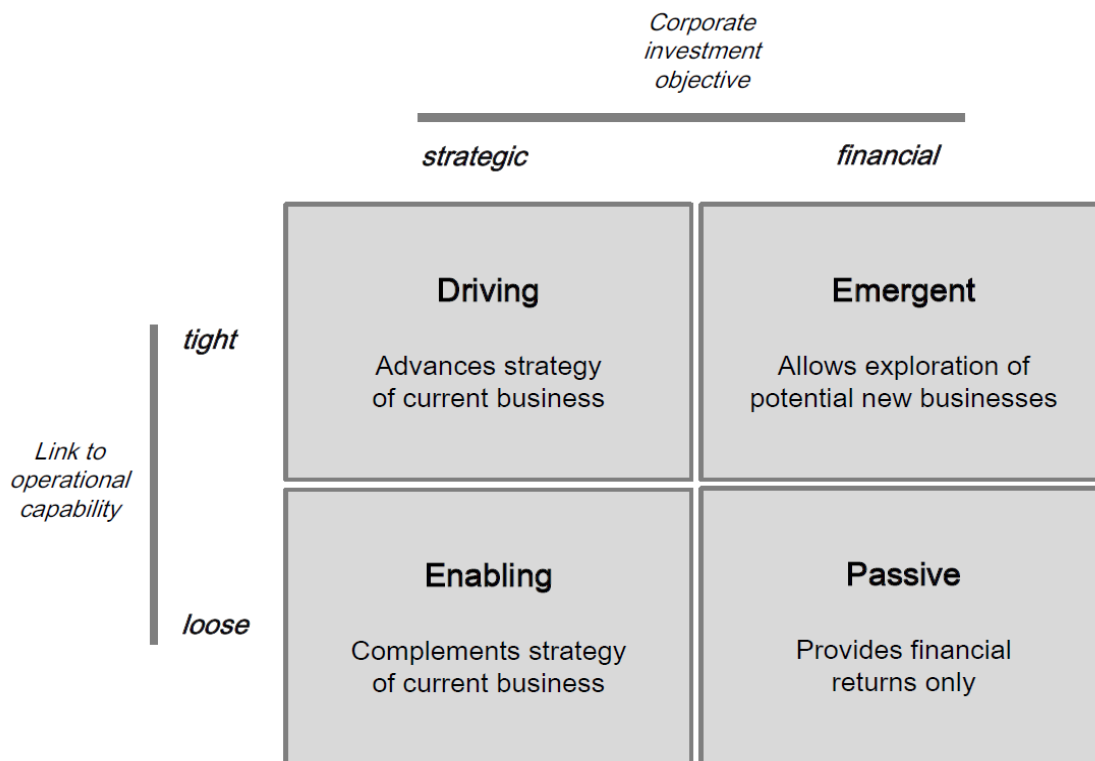 Corporate
investment
objective
strategic
financial
Driving
Emergent
tight
Advances strategy
of current business
Allows exploration of
potential new businesses
Link to
operational
capability
Enabling
Passive
loose
Complements strategy
of current business
Provides financial
returns only